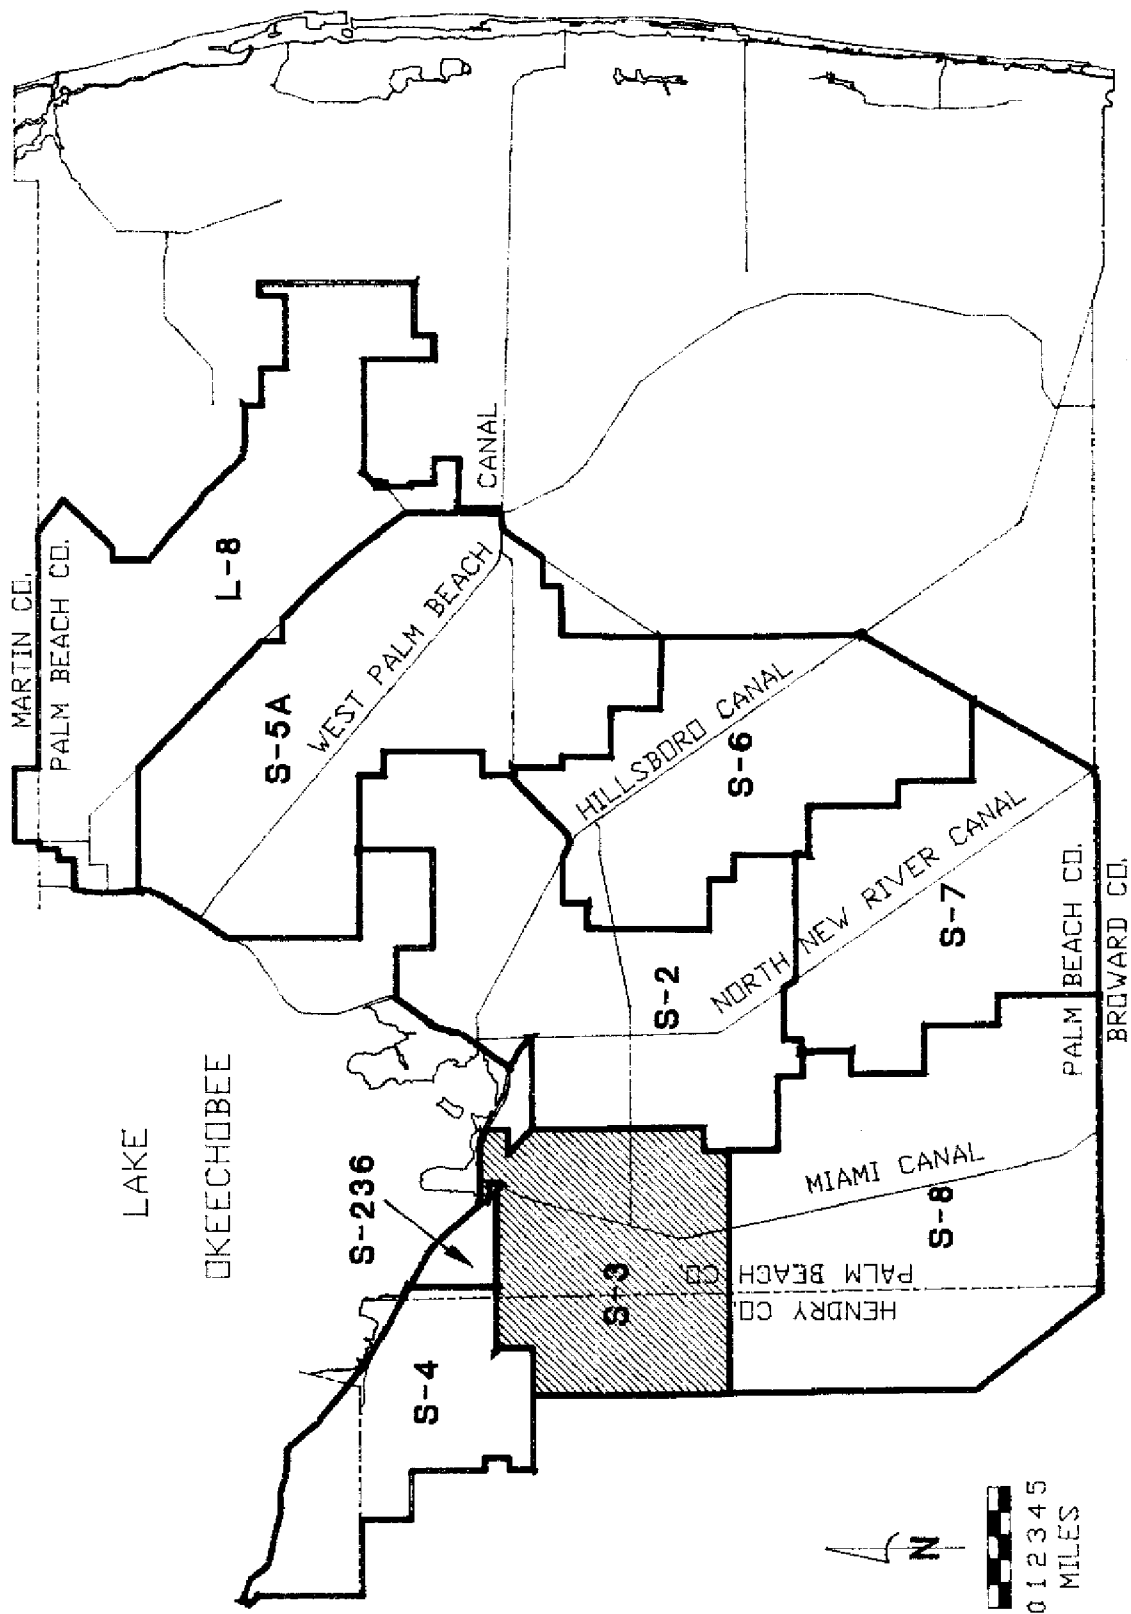 MARTIN CO.
PALM BEACH CO.
L-8
S-5A
WEST PALM BEACH
CANAL
LAKE
OKEECHOBEE
S-236
S-4
S-3
S-2
HILLSBORO CANAL
S-6
NORTH NEW RIVER CANAL
S-7
MIAMI CANAL
S-8
HENDRY CO.
PALM BEACH CO.
PALM BEACH CO.
BROWARD CO.
N
0 1 2 3 4 5
MILES